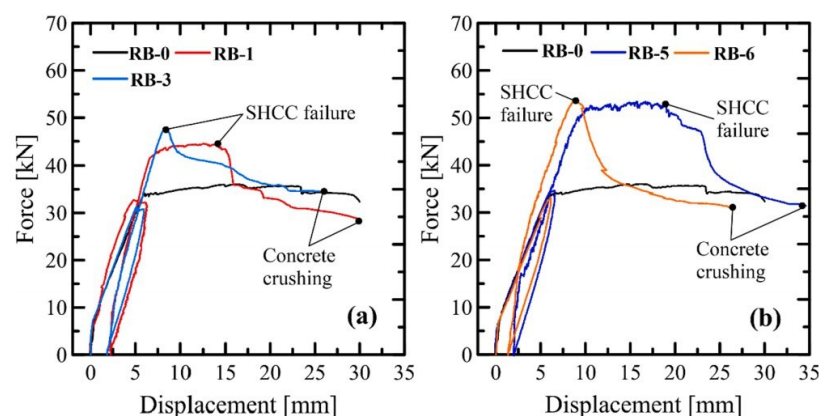 70
60
50
40
30
20
10
0
Force [kN]
RB-0 RB-1
RB-3
SHCC failure
Concrete
crushing
(a)
0 5 10 15 20 25 30 35
Displacement [mm]
70
60
50
40
30
20
10
0
Force [kN]
RB-0 RB-5 RB-6
SHCC
failure
SHCC
failure
Concrete
crushing
(b)
0 5 10 15 20 25 30 35
Displacement [mm]